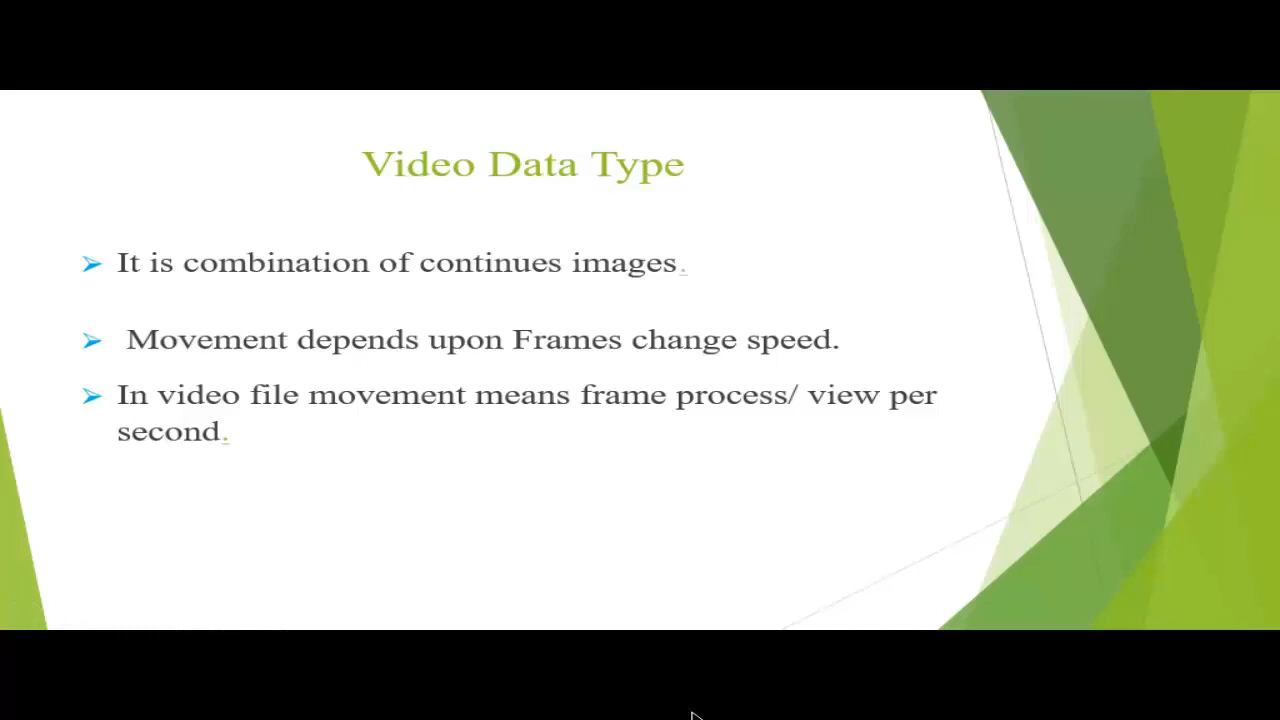 Video Data Type
It is combination of continues images.
Movement depends upon Frames change speed.
In video file movement means frame process/ view per
second.